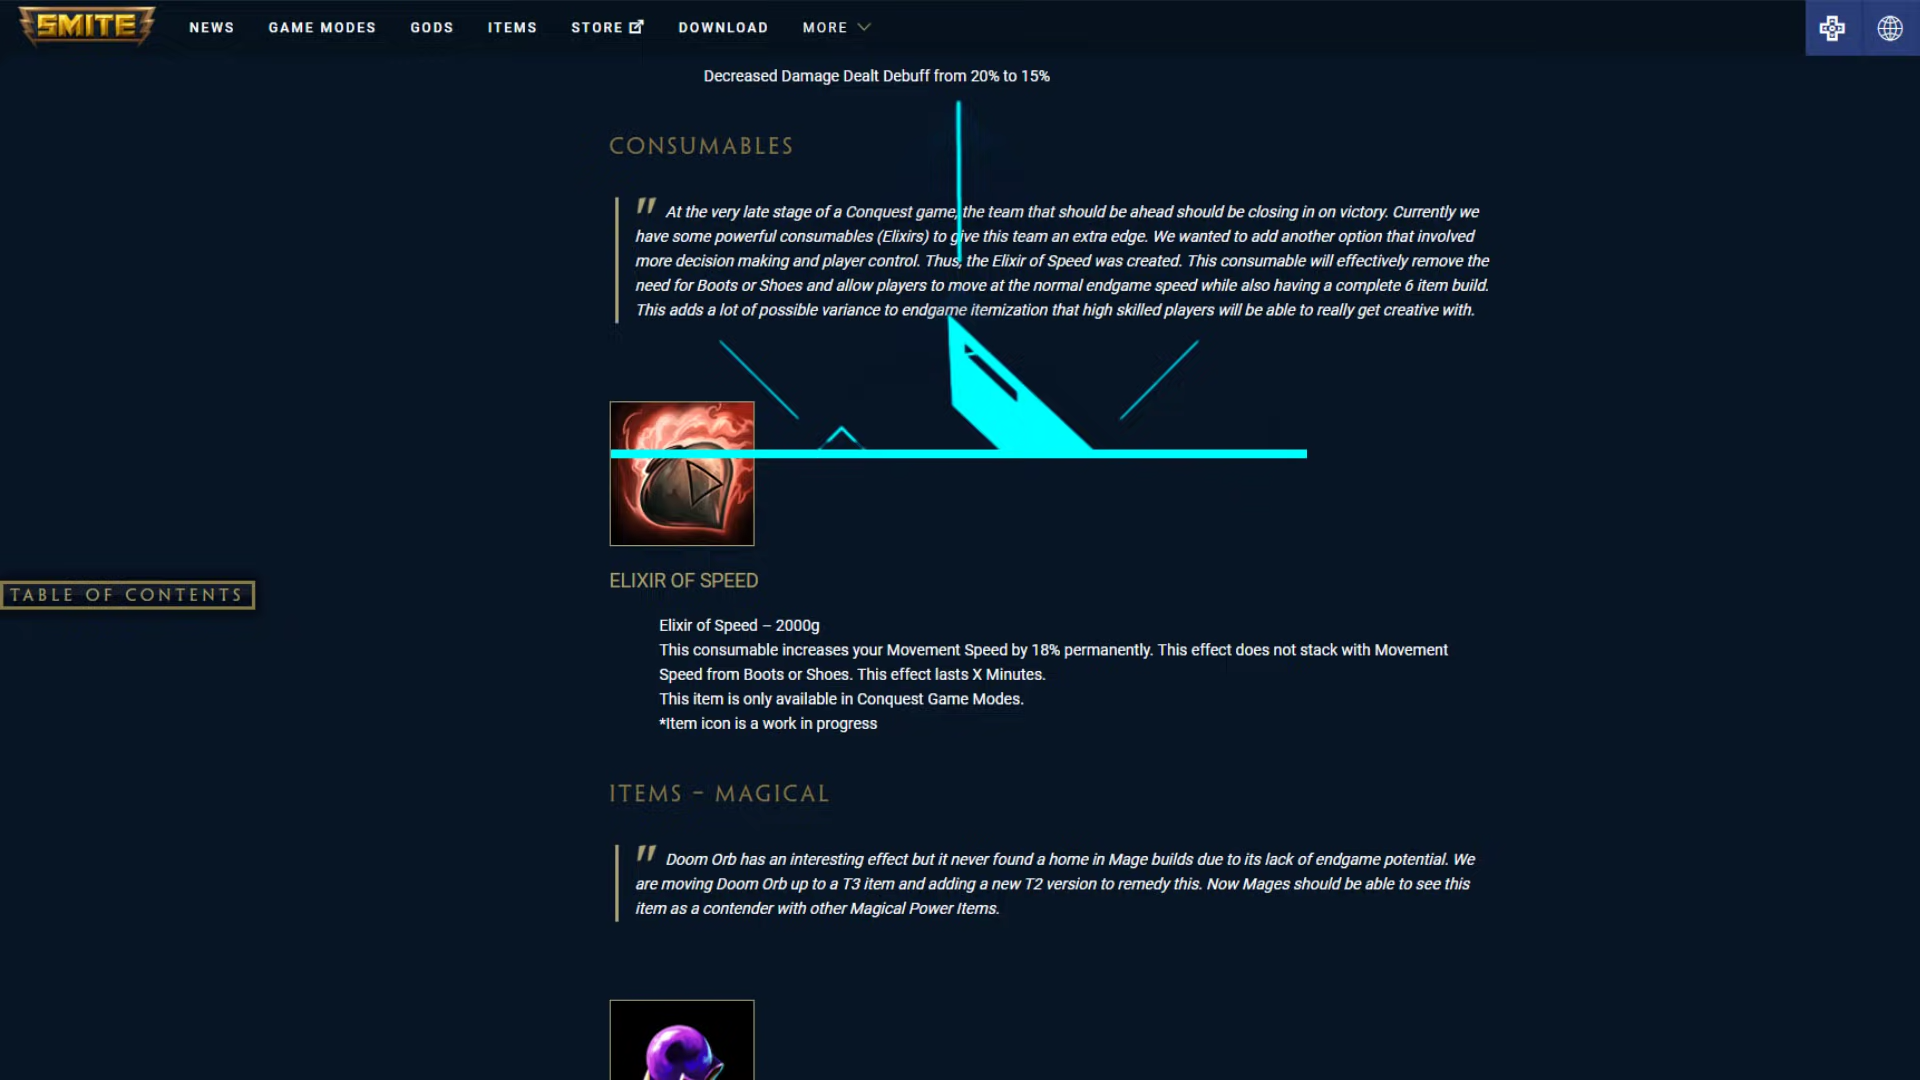 SMITE
NEWS GAME MODES GODS ITEMS STORE DOWNLOAD MORE
Decreased Damage Dealt Debuff from 20% to 15%
CONSUMABLES
" At the very late stage of a Conquest game, the team that should be ahead should be closing in on victory. Currently we
have some powerful consumables (Elixirs) to give this team an extra edge. We wanted to add another option that involved
more decision making and player control. Thus, the Elixir of Speed was created. This consumable will effectively remove the
need for Boots or Shoes and allow players to move at the normal endgame speed while also having a complete 6 item build.
This adds a lot of possible variance to endgame itemization that high skilled players will be able to really get creative with.
ELIXIR OF SPEED
TABLE OF CONTENTS
Elixir of Speed – 2000g
This consumable increases your Movement Speed by 18% permanently. This effect does not stack with Movement
Speed from Boots or Shoes. This effect lasts X Minutes.
This item is only available in Conquest Game Modes.
*Item icon is a work in progress
ITEMS – MAGICAL
" Doom Orb has an interesting effect but it never found a home in Mage builds due to its lack of endgame potential. We
are moving Doom Orb up to a T3 item and adding a new T2 version to remedy this. Now Mages should be able to see this
item as a contender with other Magical Power Items.